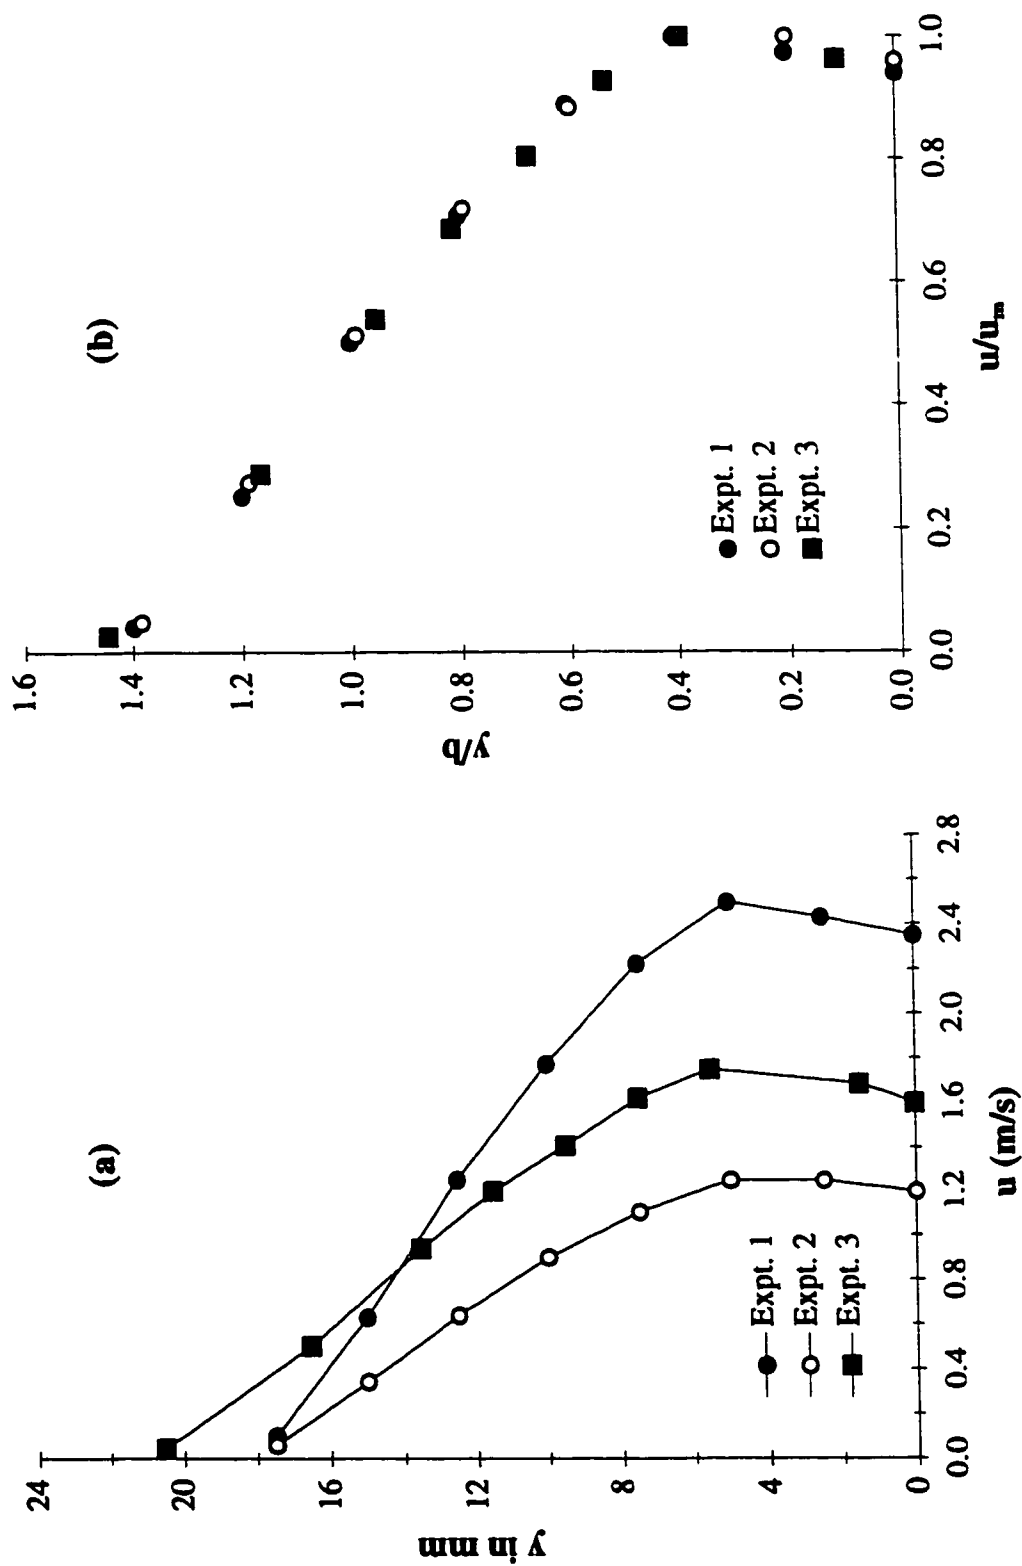 (a)
y in mm
24
20
16
12
8
4
0
0.0 0.4 0.8 1.2 1.6 2.0 2.4 2.8
u (m/s)
Expt. 1
Expt. 2
Expt. 3
(b)
y/b
1.6
1.4
1.2
1.0
0.8
0.6
0.4
0.2
0.0
0.0 0.2 0.4 0.6 0.8 1.0
u/uₘ
Expt. 1
Expt. 2
Expt. 3